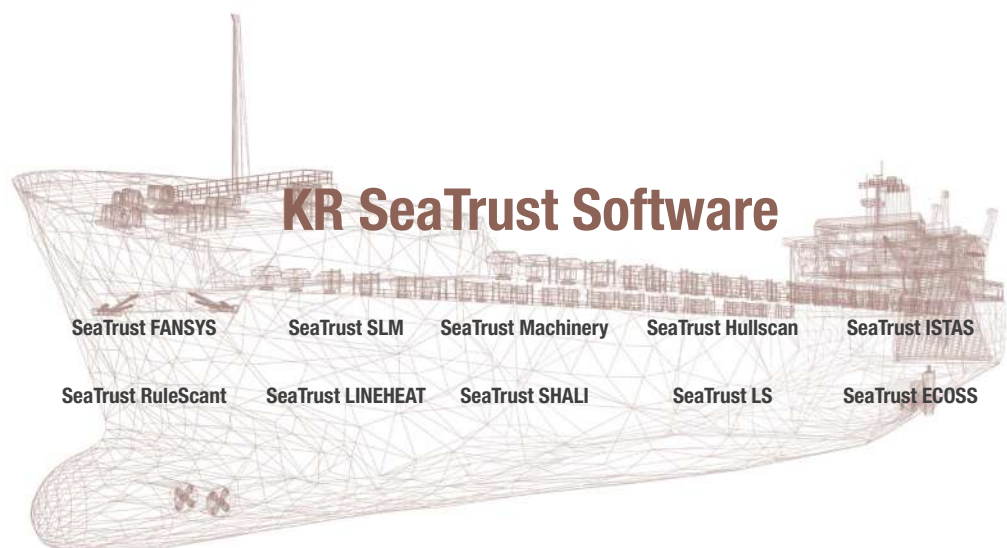 KR SeaTrust Software
SeaTrust FANSYS SeaTrust SLM SeaTrust Machinery SeaTrust Hullscan SeaTrust ISTAS
SeaTrust RuleScant SeaTrust LINEHEAT SeaTrust SHALI SeaTrust LS SeaTrust ECOSS